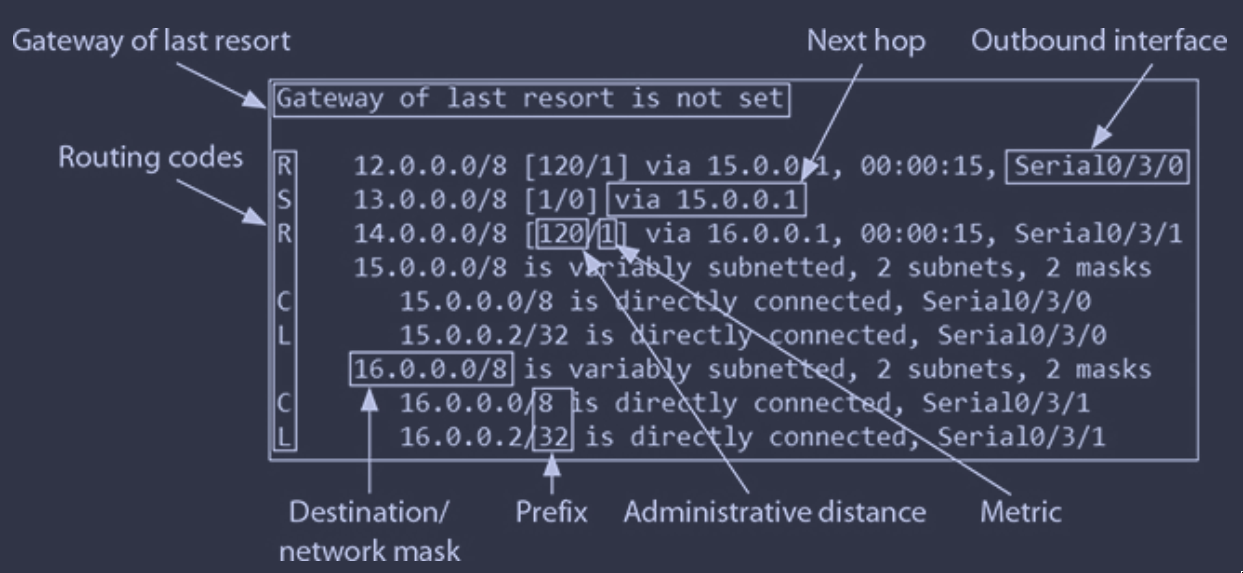 Gateway of last resort
Next hop
Outbound interface
Gateway of last resort is not set
Routing codes
R 12.0.0.0/8 [120/1] via 15.0.0.1, 00:00:15, Serial0/3/0
S 13.0.0.0/8 [1/0] via 15.0.0.1
R 14.0.0.0/8 [120/1] via 16.0.0.1, 00:00:15, Serial0/3/1
15.0.0.0/8 is variably subnetted, 2 subnets, 2 masks
C 15.0.0.0/8 is directly connected, Serial0/3/0
L 15.0.0.2/32 is directly connected, Serial0/3/0
16.0.0.0/8 is variably subnetted, 2 subnets, 2 masks
C 16.0.0.0/8 is directly connected, Serial0/3/1
L 16.0.0.2/32 is directly connected, Serial0/3/1
Destination/
network mask
Prefix
Administrative distance
Metric